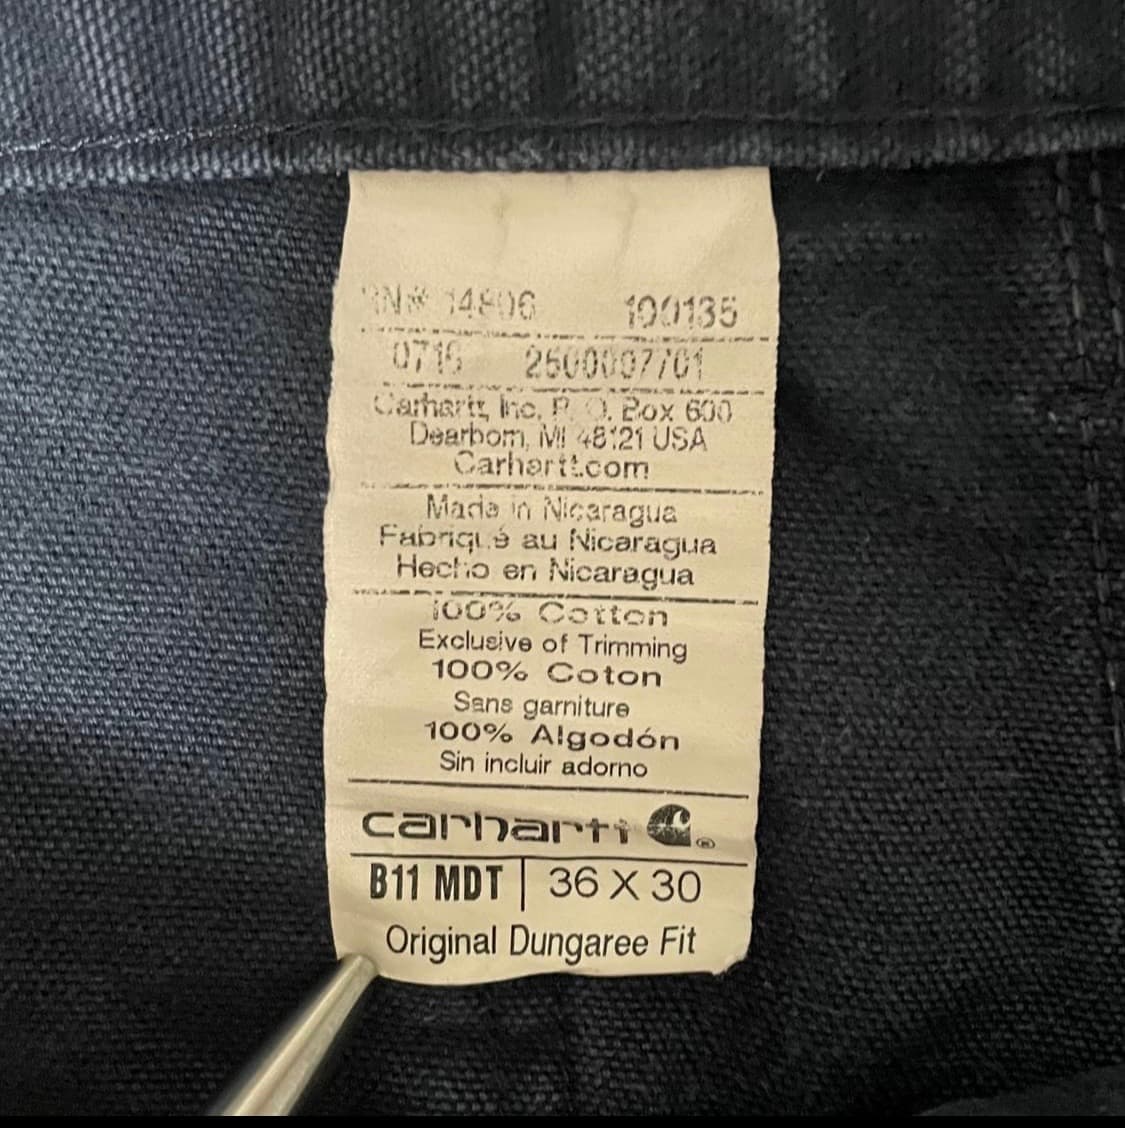 RN# 14806 100135
0716 2600097701
Carhartt, Inc. P. O. Box 600
Dearborn, MI 48121 USA
Carhartt.com
Made in Nicaragua
Fabriqué au Nicaragua
Hecho en Nicaragua
100% Cotton
Exclusive of Trimming
100% Coton
Sans garniture
100% Algodón
Sin incluir adorno
carhartt ®
B11 MDT 36 X 30
Original Dungaree Fit